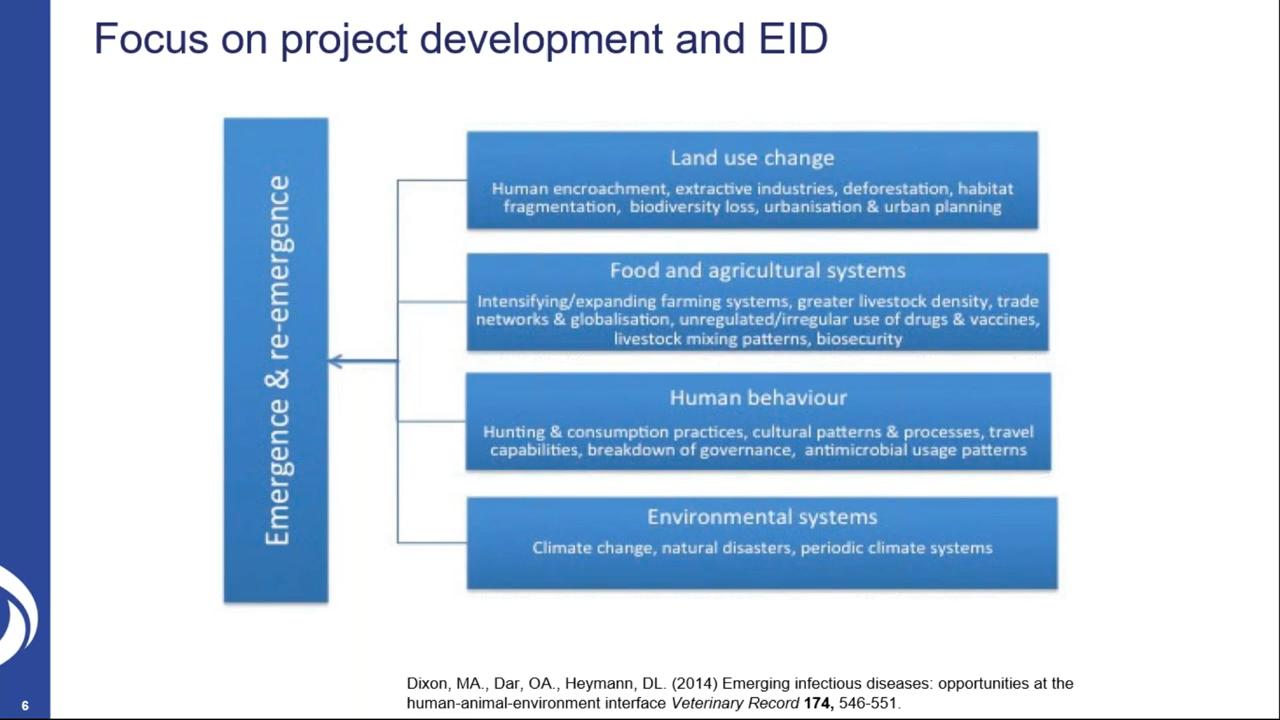 Focus on project development and EID
Emergence & re-emergence
Land use change
Human encroachment, extractive industries, deforestation, habitat
fragmentation, biodiversity loss, urbanisation & urban planning
Food and agricultural systems
Intensifying/expanding farming systems, greater livestock density, trade
networks & globalisation, unregulated/irregular use of drugs & vaccines,
livestock mixing patterns, biosecurity
Human behaviour
Hunting & consumption practices, cultural patterns & processes, travel
capabilities, breakdown of governance, antimicrobial usage patterns
Environmental systems
Climate change, natural disasters, periodic climate systems
Dixon, MA., Dar, OA., Heymann, DL. (2014) Emerging infectious diseases: opportunities at the
human-animal-environment interface Veterinary Record 174, 546-551.
6